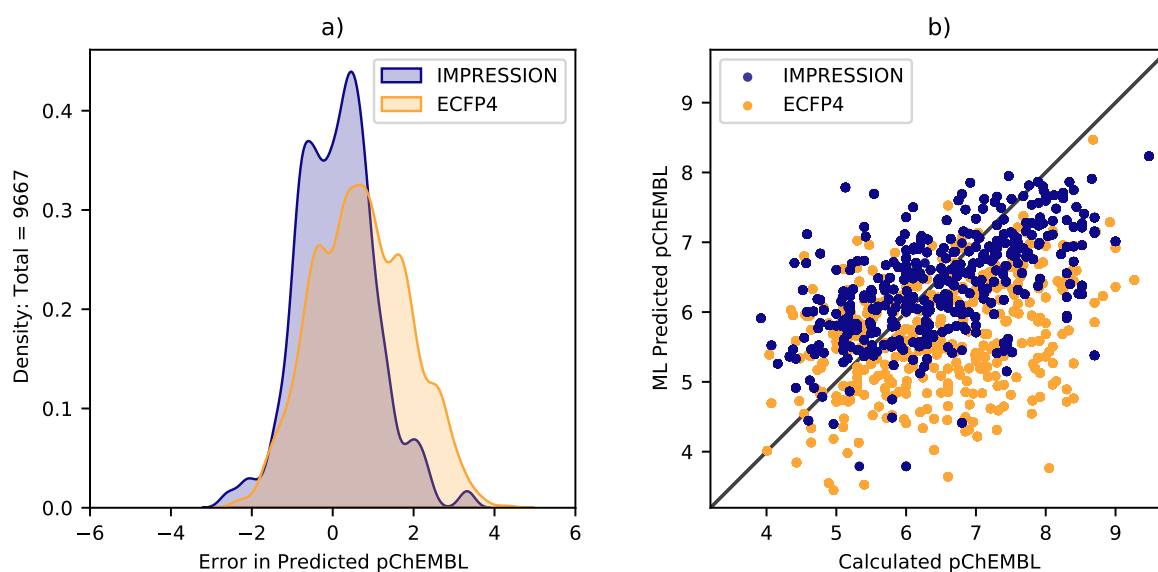 a)
IMPRESSION
ECFP4
0.4
0.3
0.2
0.1
0.0
Density: Total = 9667
−6 −4 −2 0 2 4 6
Error in Predicted pChEMBL
b)
IMPRESSION
ECFP4
9
8
7
6
5
4
ML Predicted pChEMBL
4 5 6 7 8 9
Calculated pChEMBL